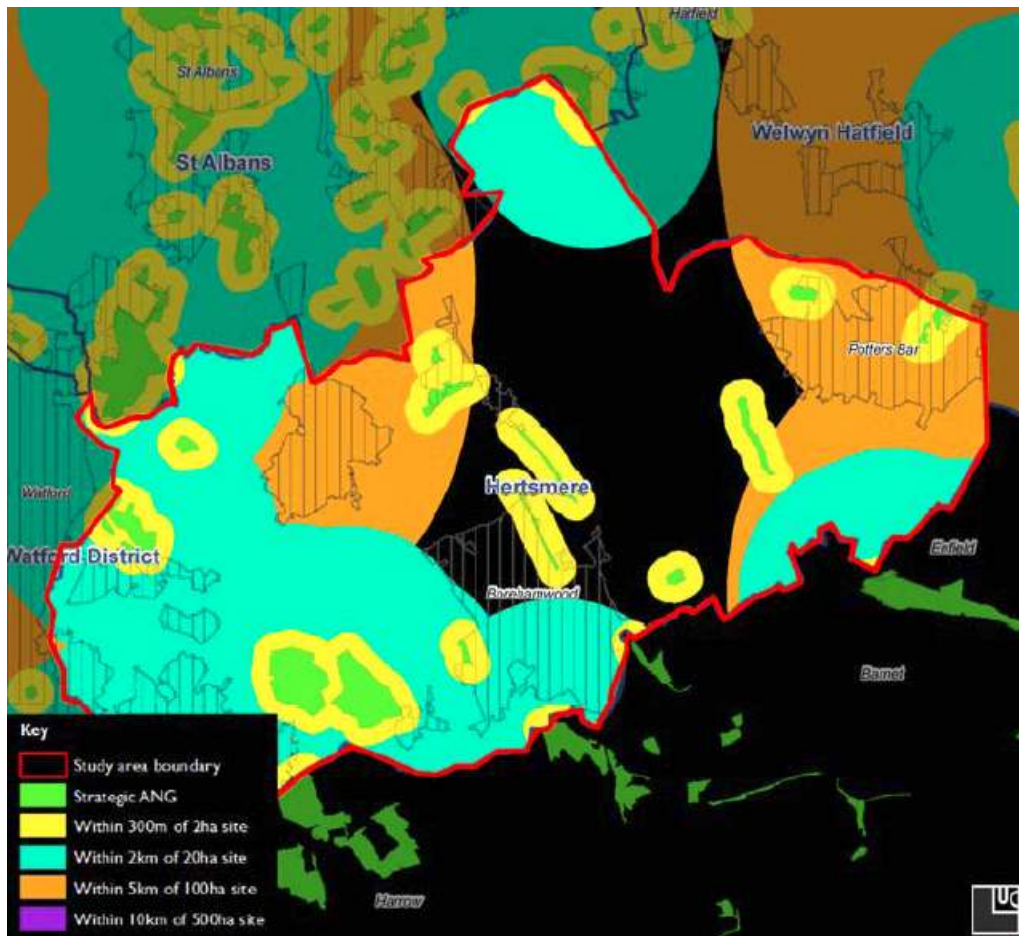 Hatfield
St Albans
Welwyn Hatfield
St Albans
Potters Bar
Hertsmere
Watford
Watford District
Enfield
Borehamwood
Barnet
Key
Study area boundary
Strategic ANG
Within 300m of 2ha site
Within 2km of 20ha site
Within 5km of 100ha site
Within 10km of 500ha site
Harrow